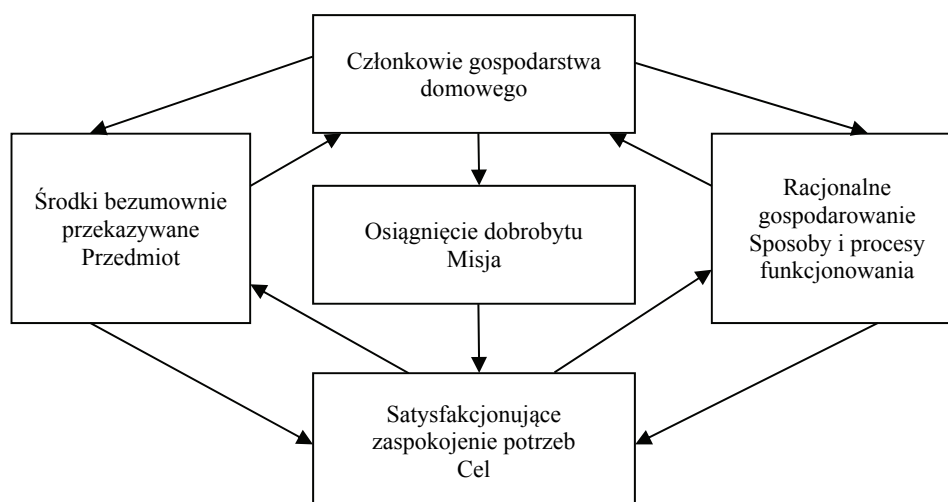 Członkowie gospodarstwa
domowego
Środki bezumownie
przekazywane
Przedmiot
Osiągnięcie dobrobytu
Misja
Racjonalne
gospodarowanie
Sposoby i procesy
funkcjonowania
Satysfakcjonujące
zaspokojenie potrzeb
Cel